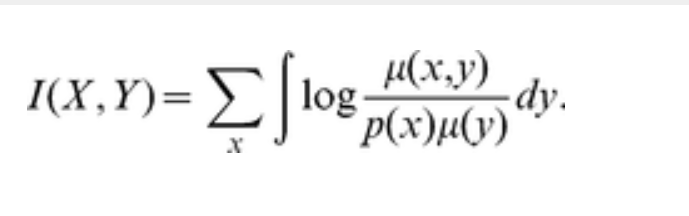 I(X,Y)=∑_x ∫ log μ(x,y)/p(x)μ(y) dy.